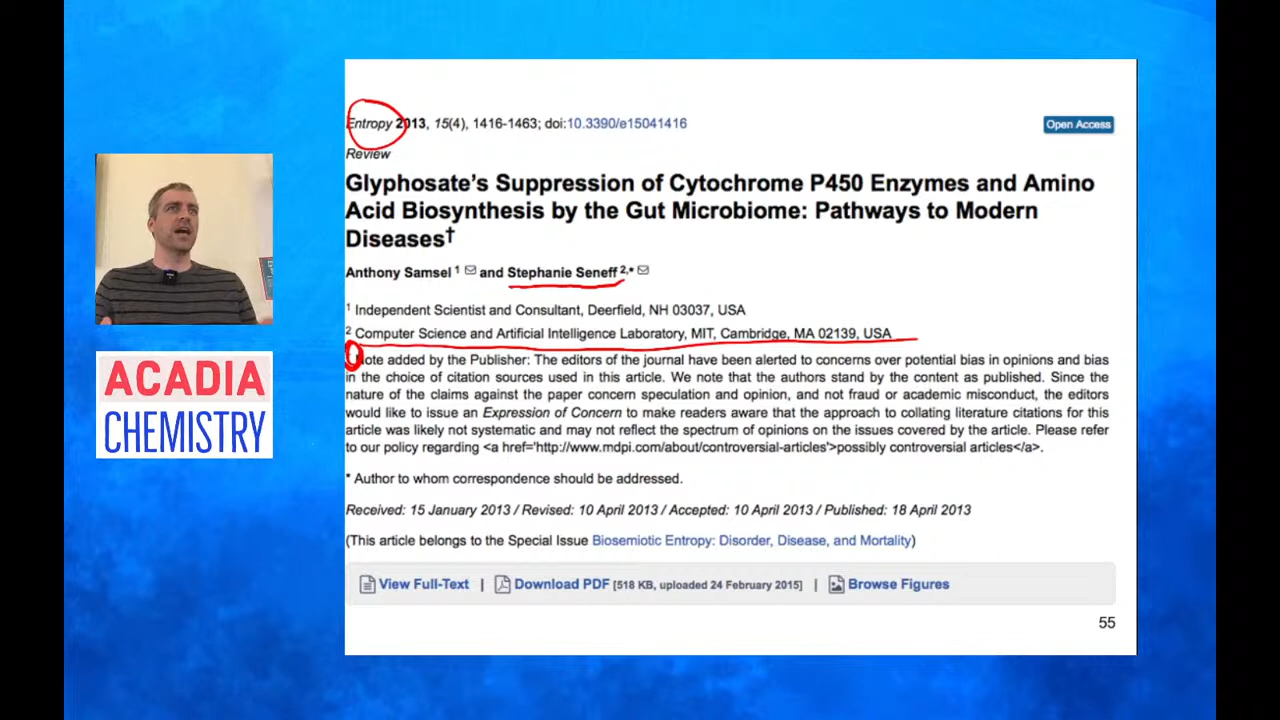 Entropy 2013, 15(4), 1416-1463; doi:10.3390/e15041416
Open Access
Review
Glyphosate's Suppression of Cytochrome P450 Enzymes and Amino
Acid Biosynthesis by the Gut Microbiome: Pathways to Modern
Diseases†
Anthony Samsel 1 and Stephanie Seneff 2,*
1 Independent Scientist and Consultant, Deerfield, NH 03037, USA
2 Computer Science and Artificial Intelligence Laboratory, MIT, Cambridge, MA 02139, USA
Note added by the Publisher: The editors of the journal have been alerted to concerns over potential bias in opinions and bias
in the choice of citation sources used in this article. We note that the authors stand by the content as published. Since the
nature of the claims against the paper concern speculation and opinion, and not fraud or academic misconduct, the editors
would like to issue an Expression of Concern to make readers aware that the approach to collating literature citations for this
article was likely not systematic and may not reflect the spectrum of opinions on the issues covered by the article. Please refer
to our policy regarding <a href='http://www.mdpi.com/about/controversial-articles'>possibly controversial articles</a>.
* Author to whom correspondence should be addressed.
Received: 15 January 2013 / Revised: 10 April 2013 / Accepted: 10 April 2013 / Published: 18 April 2013
(This article belongs to the Special Issue Biosemiotic Entropy: Disorder, Disease, and Mortality)
View Full-Text | Download PDF [518 KB, uploaded 24 February 2015] | Browse Figures
55
ACADIA
CHEMISTRY